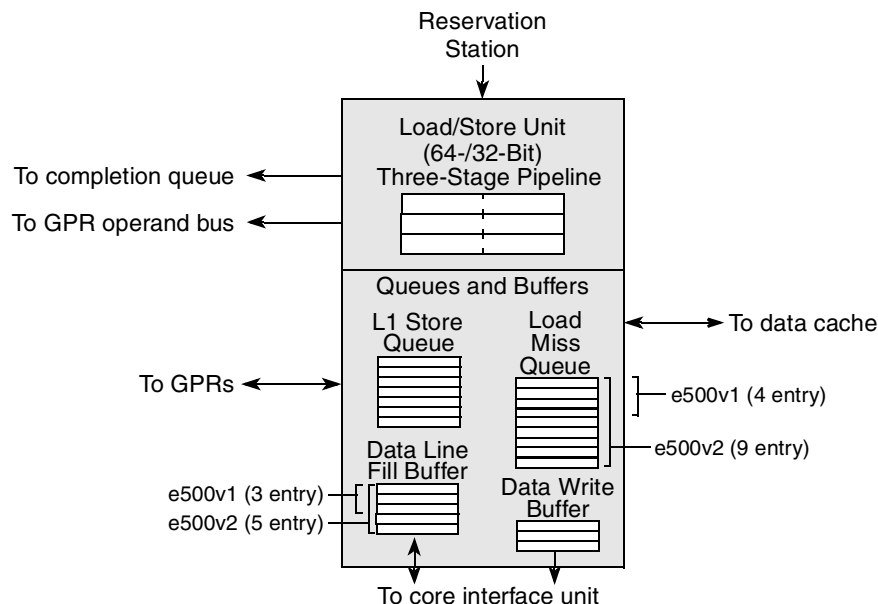 Reservation
Station
Load/Store Unit
(64-/32-Bit)
Three-Stage Pipeline
To completion queue
To GPR operand bus
Queues and Buffers
L1 Store
Queue
Load
Miss
Queue
To data cache
To GPRs
e500v1 (4 entry)
e500v2 (9 entry)
Data Line
Fill Buffer
e500v1 (3 entry)
e500v2 (5 entry)
Data Write
Buffer
To core interface unit